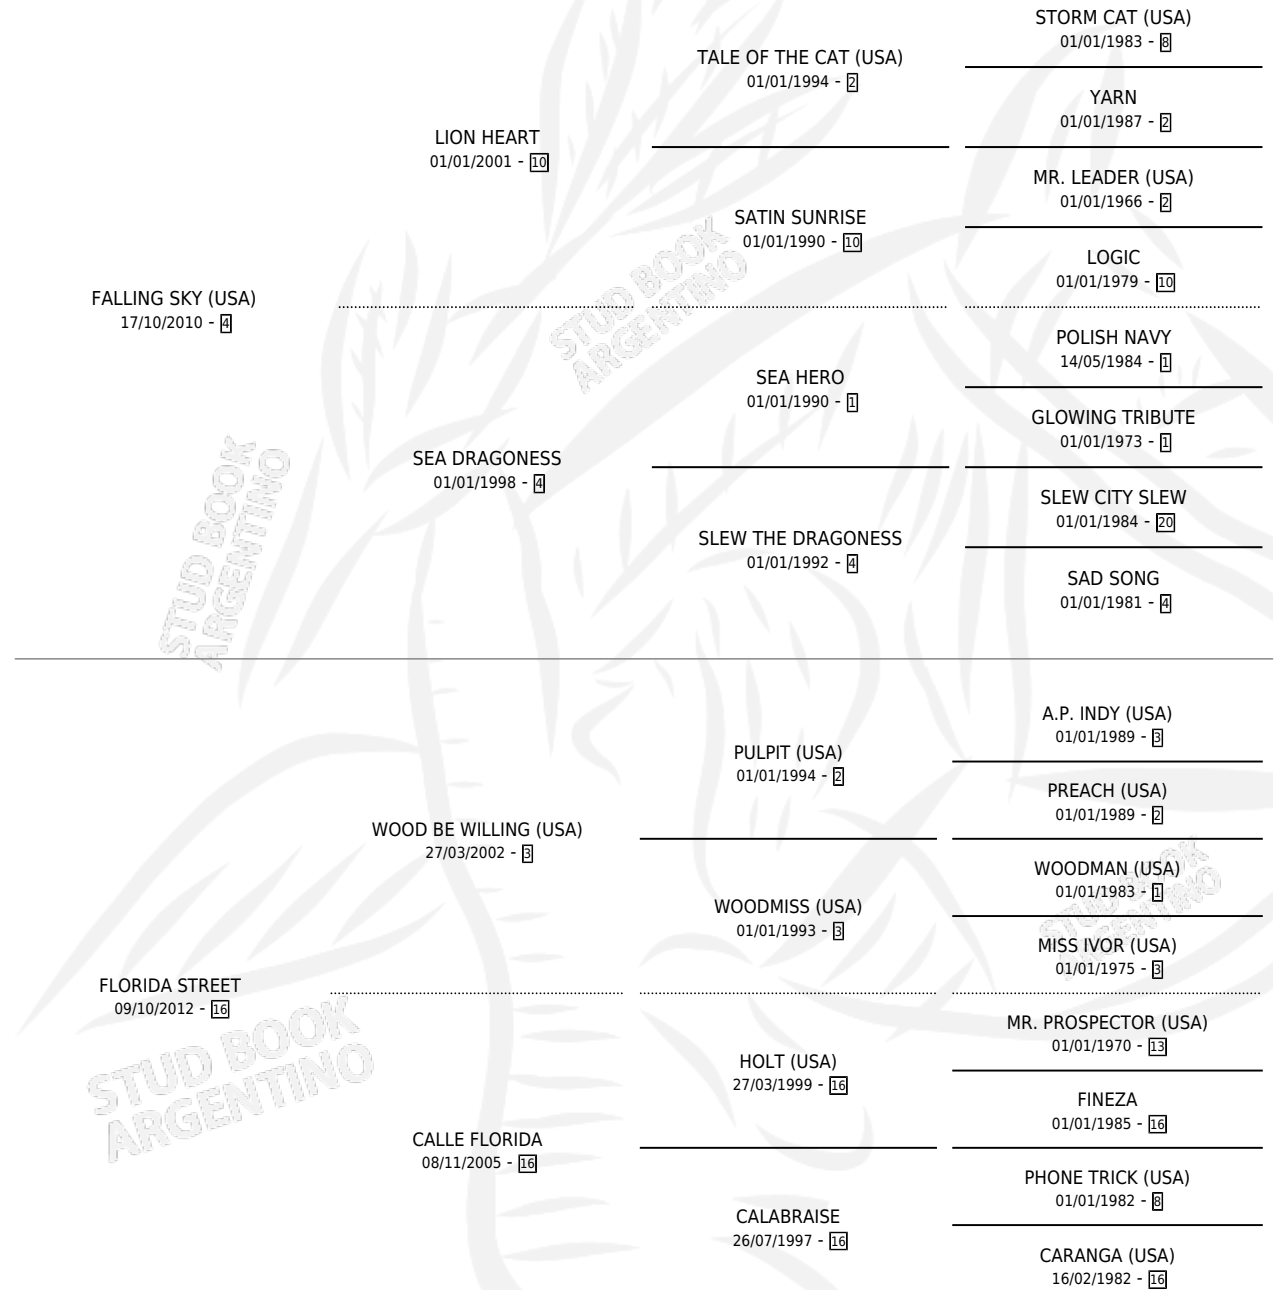 STORM CAT (USA)
01/01/1983 - 8
TALE OF THE CAT (USA)
01/01/1994 - 2
YARN
01/01/1987 - 2
LION HEART
01/01/2001 - 10
MR. LEADER (USA)
01/01/1966 - 2
SATIN SUNRISE
01/01/1990 - 10
LOGIC
01/01/1979 - 10
FALLING SKY (USA)
17/10/2010 - 4
STUD BOOK
ARGENTINO
POLISH NAVY
14/05/1984 - 1
SEA HERO
01/01/1990 - 1
GLOWING TRIBUTE
01/01/1973 - 1
SEA DRAGONESS
01/01/1998 - 4
SLEW CITY SLEW
01/01/1984 - 20
SLEW THE DRAGONESS
01/01/1992 - 4
SAD SONG
01/01/1981 - 4
STUD BOOK
ARGENTINO
A.P. INDY (USA)
01/01/1989 - 3
PULPIT (USA)
01/01/1994 - 2
PREACH (USA)
01/01/1989 - 2
WOOD BE WILLING (USA)
27/03/2002 - 3
WOODMAN (USA)
01/01/1983 - 1
WOODMISS (USA)
01/01/1993 - 3
STUD BOOK
ARGENTINO
MISS IVOR (USA)
01/01/1975 - 3
FLORIDA STREET
09/10/2012 - 16
MR. PROSPECTOR (USA)
01/01/1970 - 13
HOLT (USA)
27/03/1999 - 16
STUD BOOK
ARGENTINO
FINEZA
01/01/1985 - 16
CALLE FLORIDA
08/11/2005 - 16
PHONE TRICK (USA)
01/01/1982 - 8
CALABRAISE
26/07/1997 - 16
CARANGA (USA)
16/02/1982 - 16